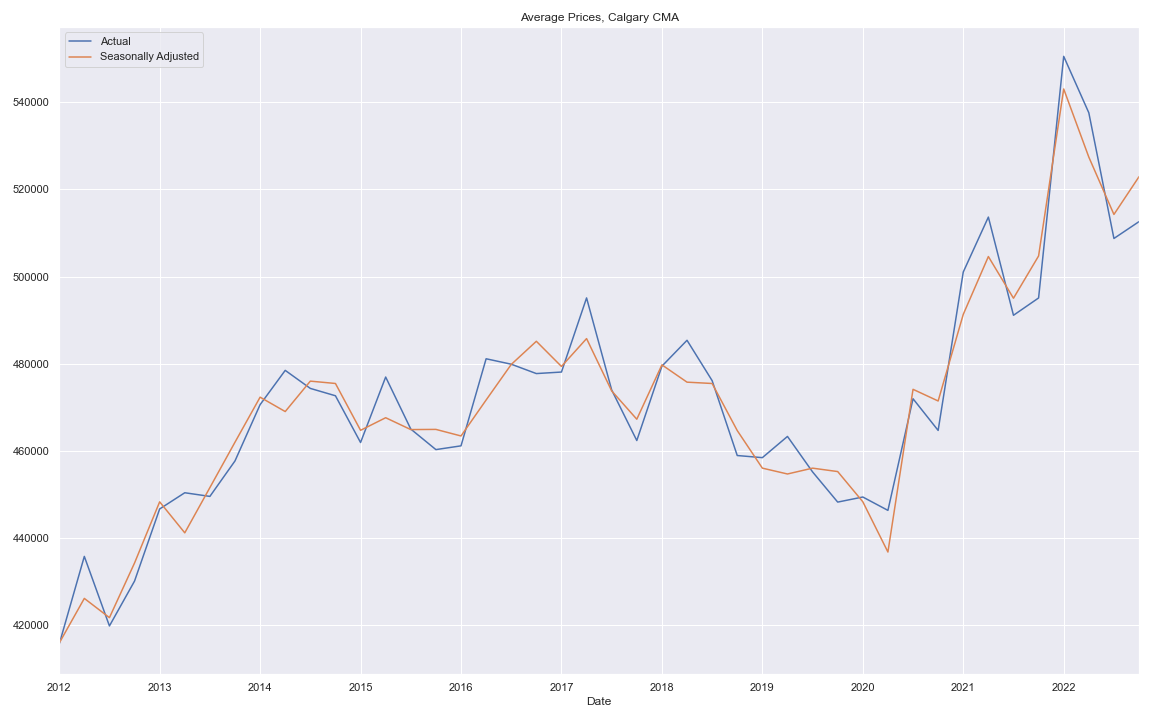 Average Prices, Calgary CMA
Actual
Seasonally Adjusted
540000
520000
500000
480000
460000
440000
420000
2012 2013 2014 2015 2016 2017 2018 2019 2020 2021 2022
Date